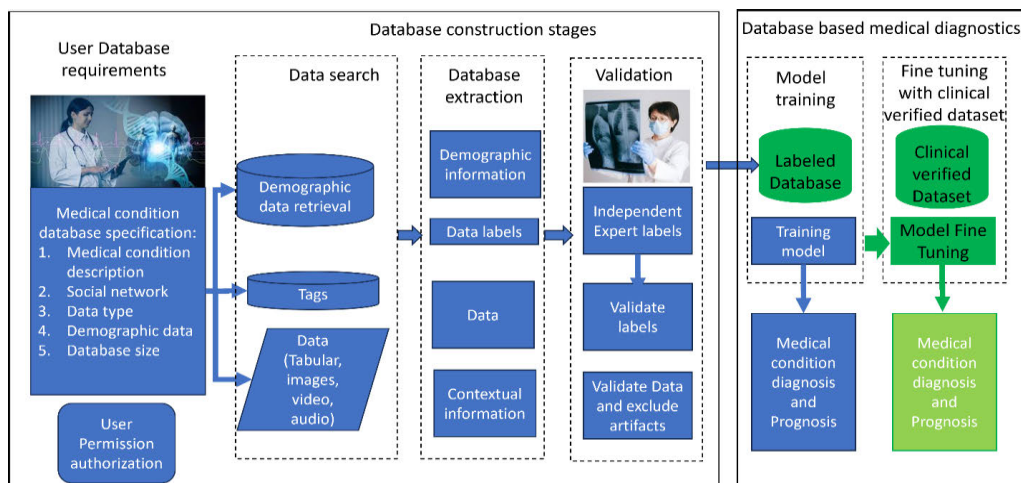 Database construction stages
User Database
requirements
Medical condition
database specification:
1. Medical condition
description
2. Social network
3. Data type
4. Demographic data
5. Database size
User
Permission
authorization
Data search
Demographic
data retrieval
Tags
Data
(Tabular,
images,
video,
audio)
Database
extraction
Demographic
information
Data labels
Data
Contextual
information
Validation
Independent
Expert labels
Validate
labels
Validate Data
and exclude
artifacts
Database based medical diagnostics
Model
training
Labeled
Database
Training
model
Medical
condition
diagnosis
and
Prognosis
Fine tuning
with clinical
verified dataset
Clinical
verified
Dataset
Model Fine
Tuning
Medical
condition
diagnosis
and
Prognosis